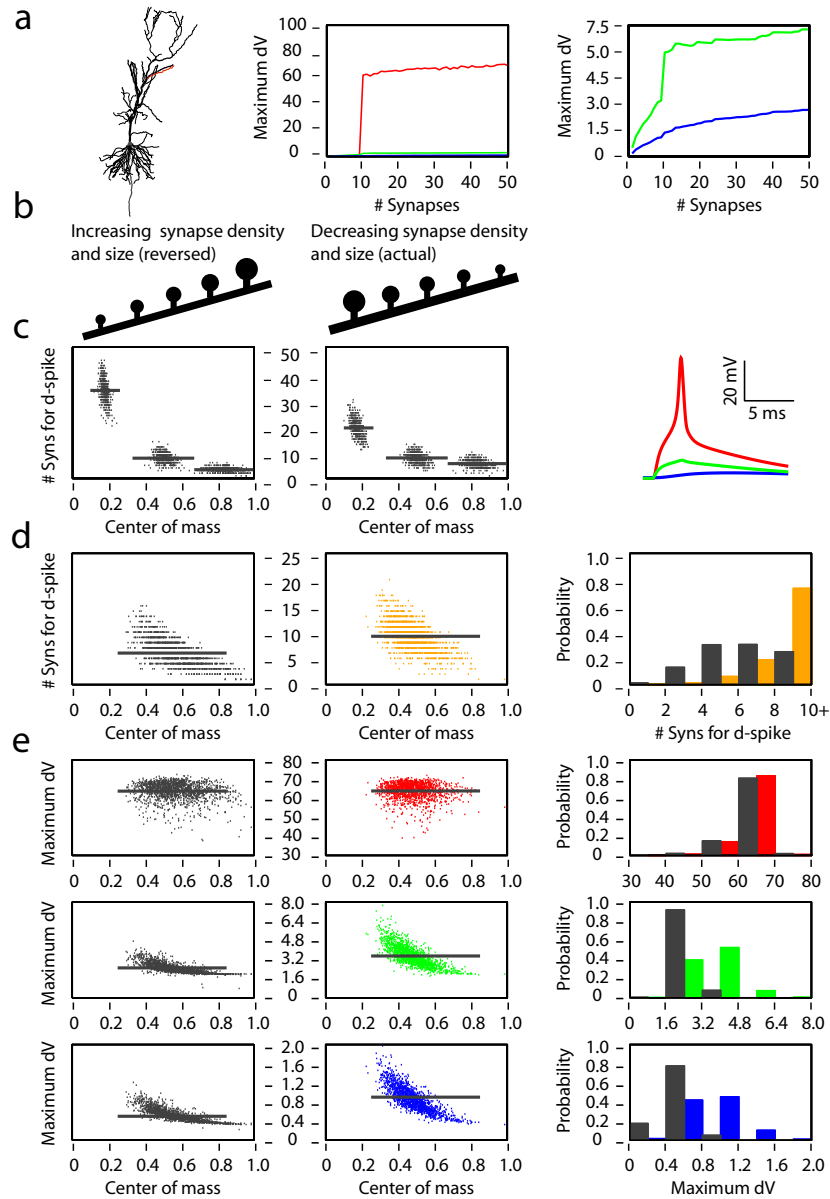 a
Maximum dV
100
80
60
40
20
0
0 10 20 30 40 50
# Synapses
Maximum dV
7.5
6.0
4.5
3.0
1.5
0
0 10 20 30 40 50
# Synapses
b
Increasing synapse density
and size (reversed)
Decreasing synapse density
and size (actual)
c
# Syns for d-spike
50
40
30
20
10
0
0 0.2 0.4 0.6 0.8 1.0
Center of mass
0 0.2 0.4 0.6 0.8 1.0
Center of mass
20 mV
5 ms
d
# Syns for d-spike
25
20
15
10
5
0
0 0.2 0.4 0.6 0.8 1.0
Center of mass
0 0.2 0.4 0.6 0.8 1.0
Center of mass
Probability
1.0
0.8
0.6
0.4
0.2
0
0 2 4 6 8 10+
# Syns for d-spike
e
Maximum dV
80
70
60
50
40
30
0 0.2 0.4 0.6 0.8 1.0
0 0.2 0.4 0.6 0.8 1.0
Probability
1.0
0.8
0.6
0.4
0.2
0
30 40 50 60 70 80
Maximum dV
8.0
6.4
4.8
3.2
1.6
0
0 0.2 0.4 0.6 0.8 1.0
0 0.2 0.4 0.6 0.8 1.0
Probability
1.0
0.8
0.6
0.4
0.2
0
0 1.6 3.2 4.8 6.4 8.0
Maximum dV
2.0
1.6
1.2
0.8
0.4
0
0 0.2 0.4 0.6 0.8 1.0
Center of mass
0 0.2 0.4 0.6 0.8 1.0
Center of mass
Probability
1.0
0.8
0.6
0.4
0.2
0
0 0.4 0.8 1.2 1.6 2.0
Maximum dV